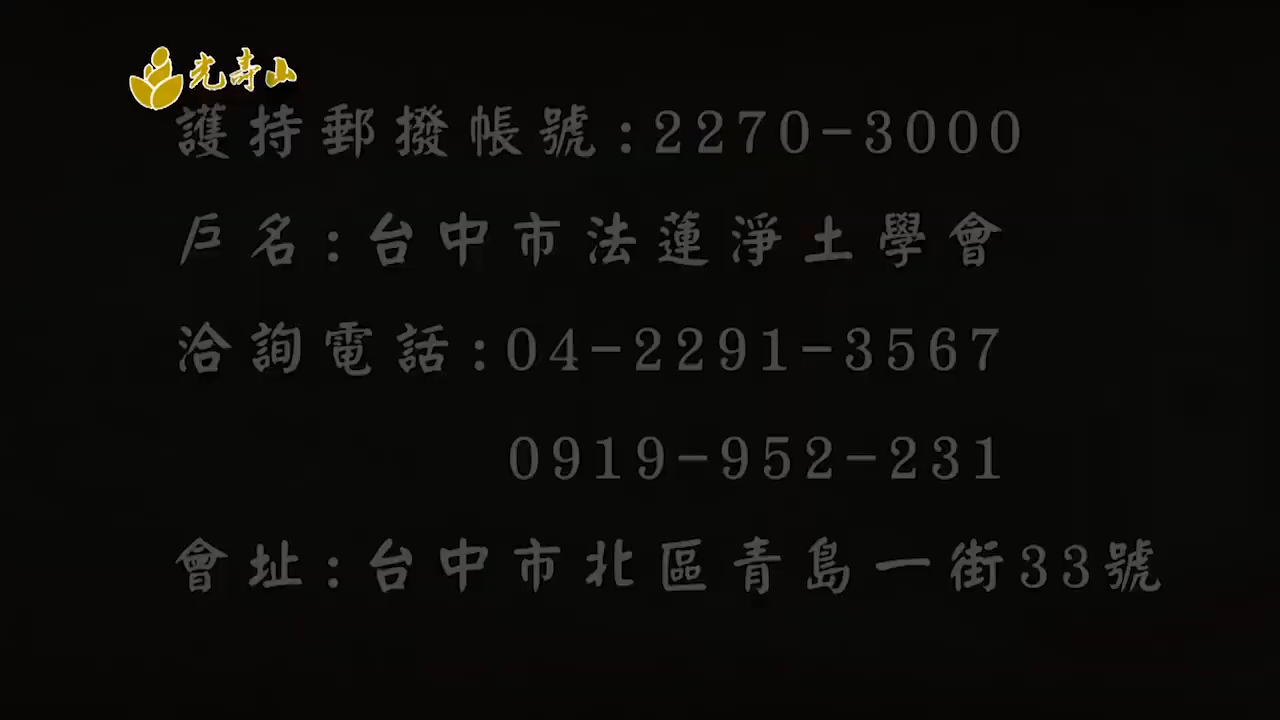 光壽山
護持郵撥帳號:2270-3000
戶名:台中市法蓮淨土學會
洽詢電話:04-2291-3567
0919-952-231
會址:台中市北區青島一街33號